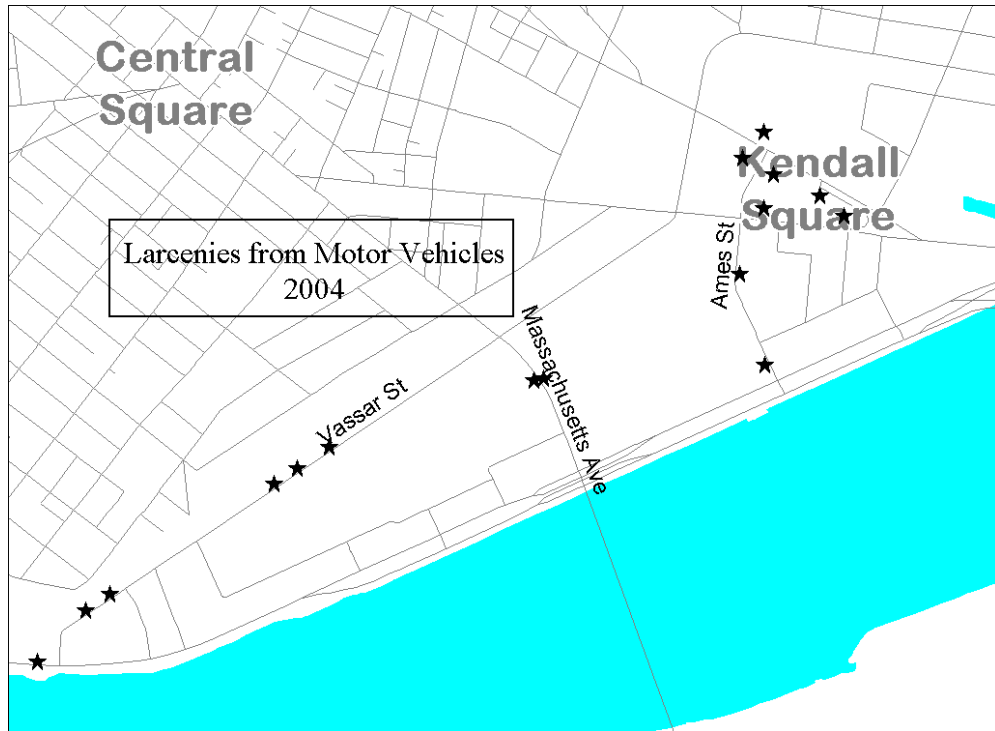 Central
Square
Kendall
Square
Larcenies from Motor Vehicles
2004
Ames St
Massachusetts Ave
Vassar St